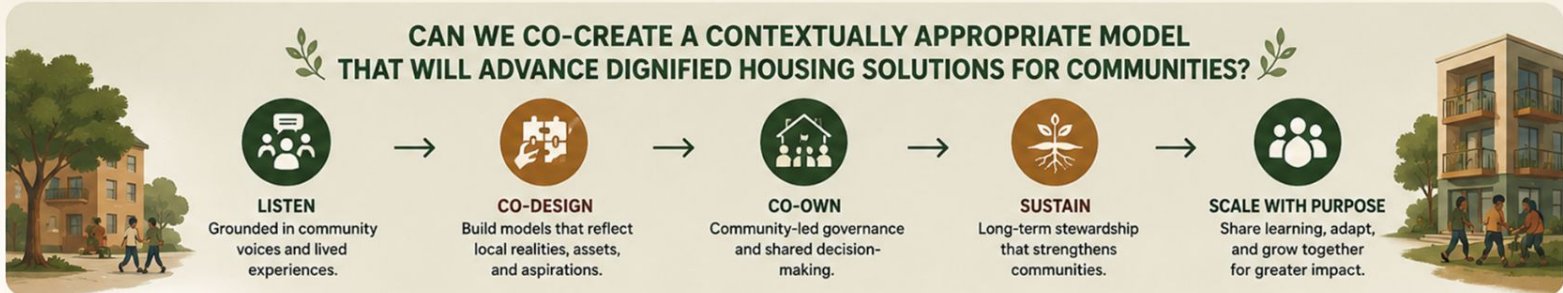 CAN WE CO-CREATE A CONTEXTUALLY APPROPRIATE MODEL
THAT WILL ADVANCE DIGNIFIED HOUSING SOLUTIONS FOR COMMUNITIES?
LISTEN
Grounded in community
voices and lived
experiences.
CO-DESIGN
Build models that reflect
local realities, assets,
and aspirations.
CO-OWN
Community-led governance
and shared decision-
making.
SUSTAIN
Long-term stewardship
that strengthens
communities.
SCALE WITH PURPOSE
Share learning, adapt,
and grow together
for greater impact.